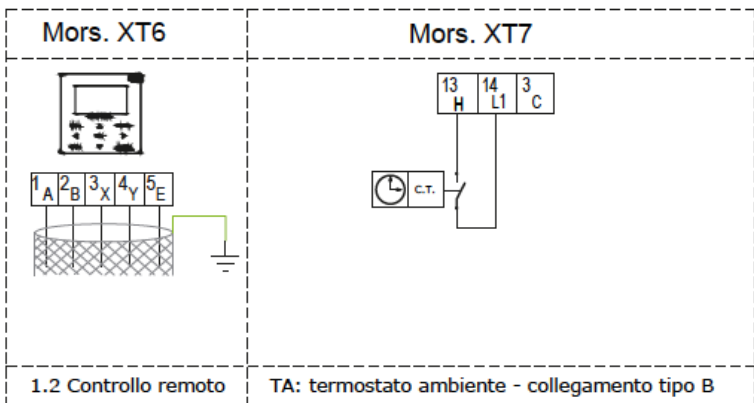 Mors. XT6
Mors. XT7
13 H 14 L1 3 C
1 A 2 B 3 X 4 Y 5 E
C.T.
1.2 Controllo remoto
TA: termostato ambiente - collegamento tipo B